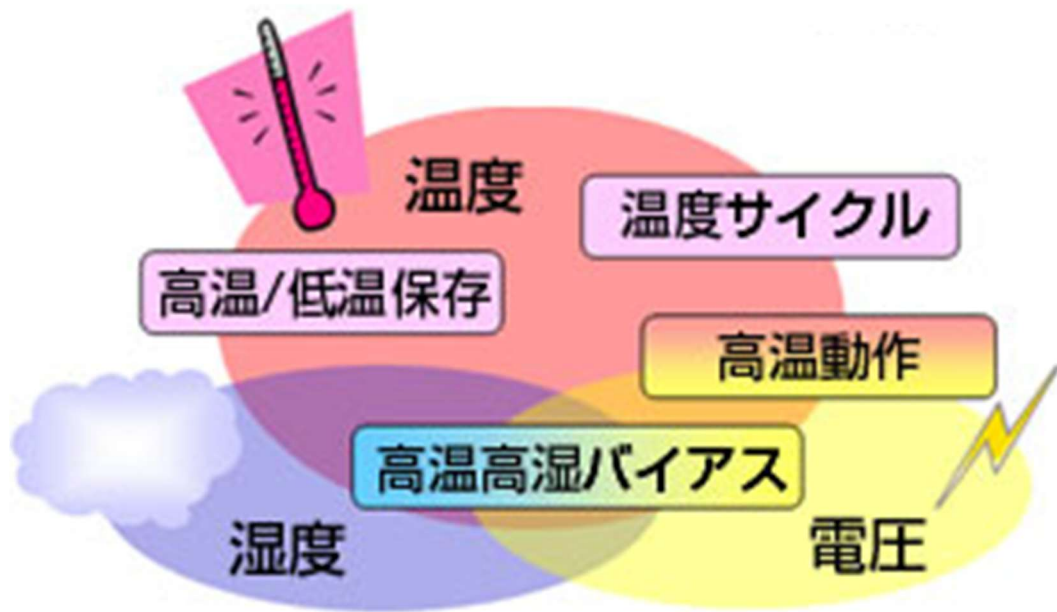 温度
温度サイクル
高温/低温保存
高温動作
高温高湿バイアス
湿度
電圧